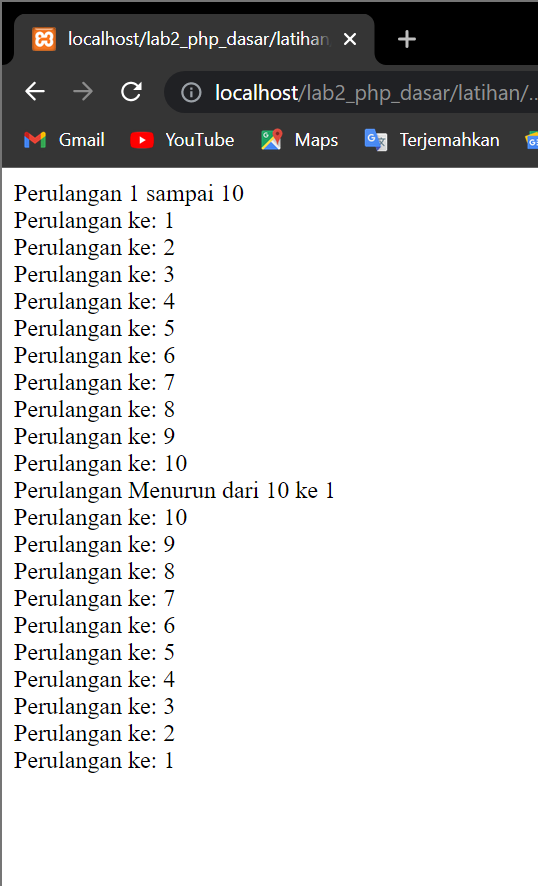 localhost/lab2_php_dasar/latihan
localhost/lab2_php_dasar/latihan/...
Gmail YouTube Maps Terjemahkan
Perulangan 1 sampai 10
Perulangan ke: 1
Perulangan ke: 2
Perulangan ke: 3
Perulangan ke: 4
Perulangan ke: 5
Perulangan ke: 6
Perulangan ke: 7
Perulangan ke: 8
Perulangan ke: 9
Perulangan ke: 10
Perulangan Menurun dari 10 ke 1
Perulangan ke: 10
Perulangan ke: 9
Perulangan ke: 8
Perulangan ke: 7
Perulangan ke: 6
Perulangan ke: 5
Perulangan ke: 4
Perulangan ke: 3
Perulangan ke: 2
Perulangan ke: 1